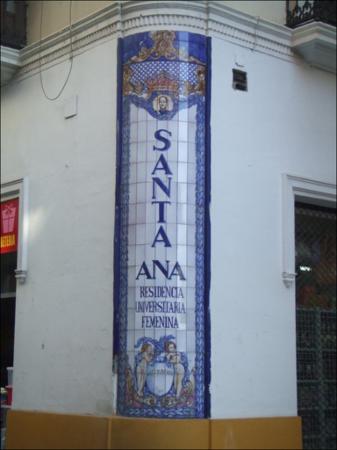 SANTA
ANA
RESIDENCIA
UNIVERSITARIA
FEMENINA